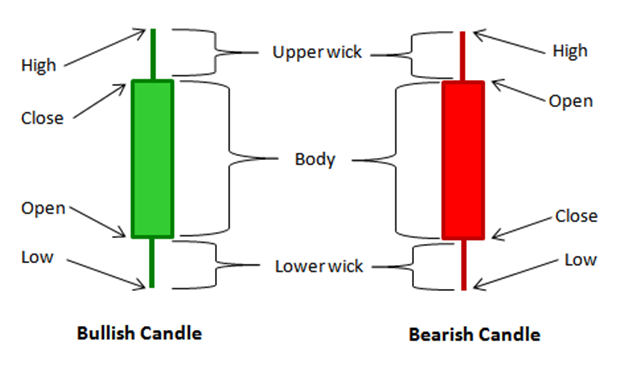 High
Upper wick
High
Close
Open
Body
Open
Close
Low
Lower wick
Low
Bullish Candle
Bearish Candle